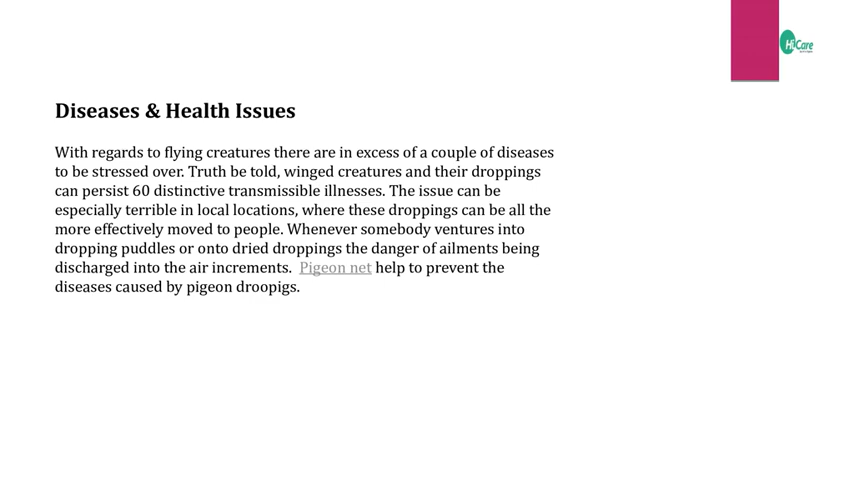 HiCare
Diseases & Health Issues
With regards to flying creatures there are in excess of a couple of diseases
to be stressed over. Truth be told, winged creatures and their droppings
can persist 60 distinctive transmissible illnesses. The issue can be
especially terrible in local locations, where these droppings can be all the
more effectively moved to people. Whenever somebody ventures into
dropping puddles or onto dried droppings the danger of ailments being
discharged into the air increments.  Pigeon net help to prevent the
diseases caused by pigeon droopigs.